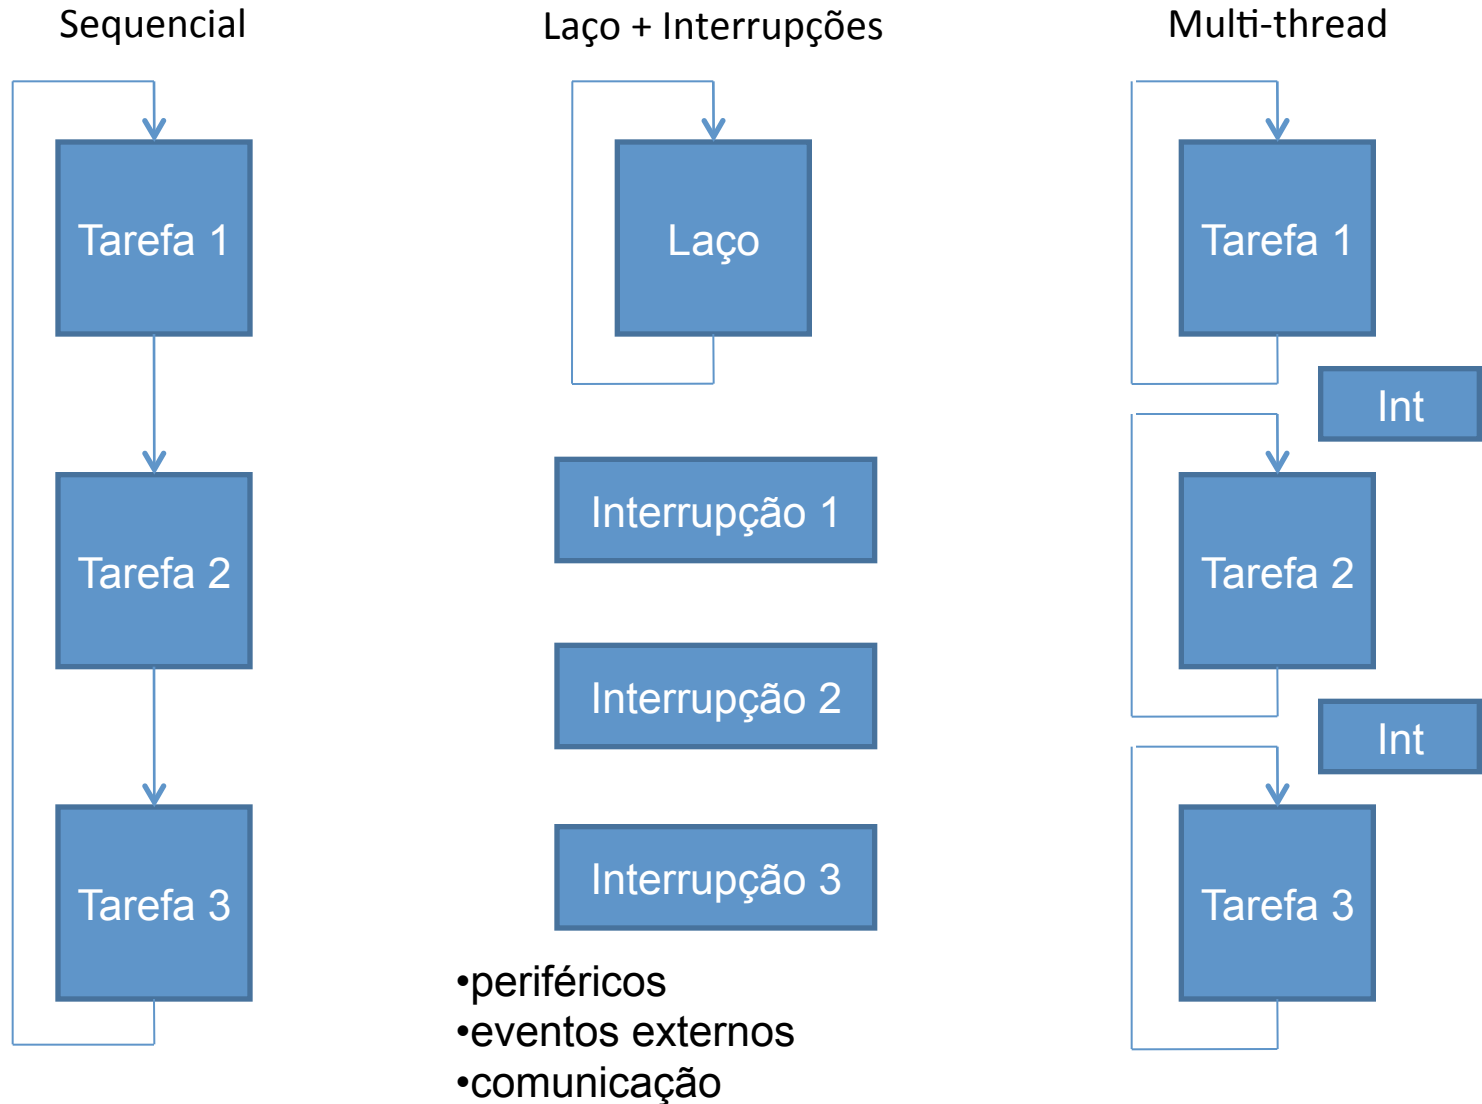 Sequencial
Tarefa 1
Tarefa 2
Tarefa 3
Laço + Interrupções
Laço
Interrupção 1
Interrupção 2
Interrupção 3
•periféricos
•eventos externos
•comunicação
Multi-thread
Tarefa 1
Int
Tarefa 2
Int
Tarefa 3